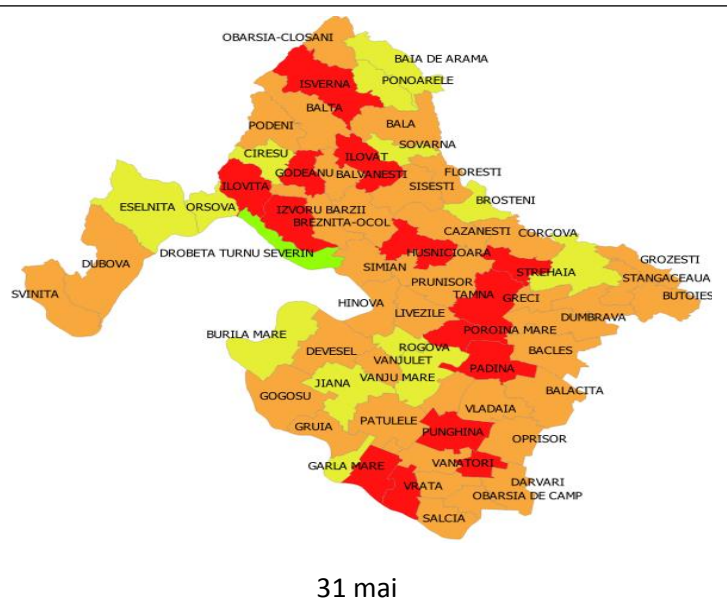 OBARSIA-CLOSANI
BAIA DE ARAMA
PONOARELE
ISVERNA
BALTA
PODENI
BALA
SOVARNA
CIRESU
ILOVAT
GODEANU
BALVANESTI
FLORESTI
SISESTI
ILOVITA
ESELNITA
ORSOVA
BROSTENI
IZVORU BARZII
BREZNITA-OCOL
CAZANESTI
CORCOVA
DROBETA TURNU SEVERIN
HUSNICIOARA
GROZESTI
DUBOVA
SIMIAN
STREHAIA
STANGACEAUA
PRUNISOR
SVINITA
TAMNA
GRECI
BUTOIES
HINOVA
LIVEZILE
DUMBRAVA
BURILA MARE
POROINA MARE
ROGOVA
DEVESEL
VANJULET
BACLES
PADINA
JIANA
VANJU MARE
GOGOSU
BALACITA
VLADAIA
PATULELE
GRUIA
PUNGHINA
OPRISOR
GARLA MARE
VANATORI
DARVARI
VRATA
OBARSIA DE CAMP
SALCIA
31 mai